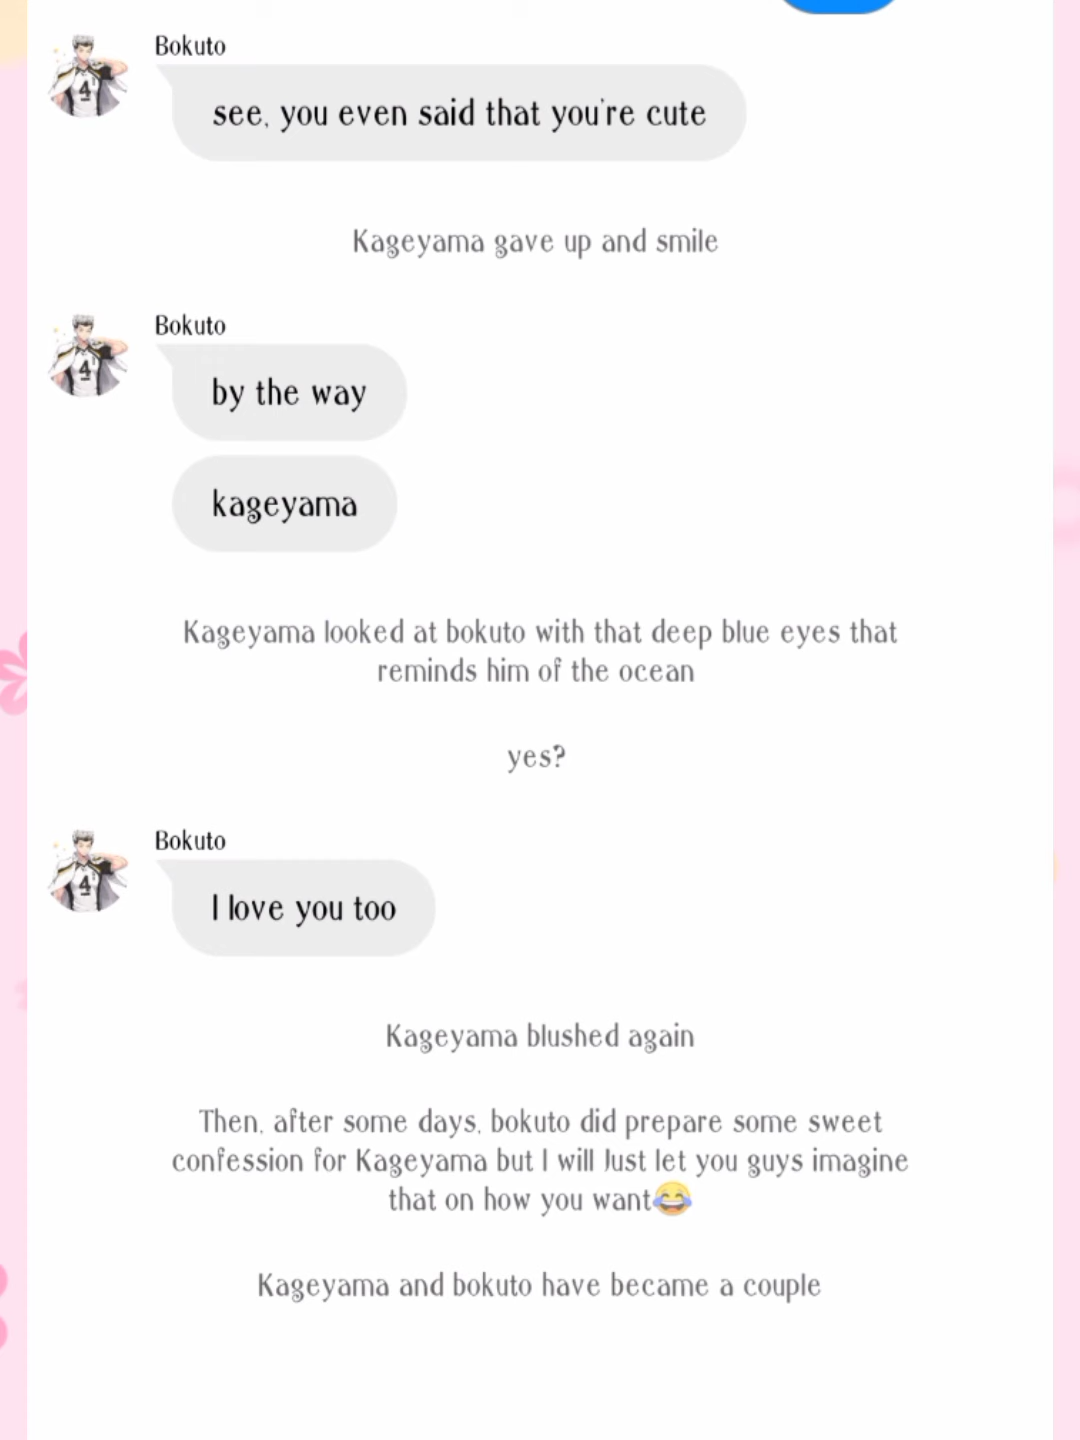 Bokuto
see, you even said that you're cute
Kageyama gave up and smile
Bokuto
by the way
kageyama
Kageyama looked at bokuto with that deep blue eyes that
reminds him of the ocean
yes?
Bokuto
I love you too
Kageyama blushed again
Then, after some days, bokuto did prepare some sweet
confession for Kageyama but I will Just let you guys imagine
that on how you want😂
Kageyama and bokuto have became a couple